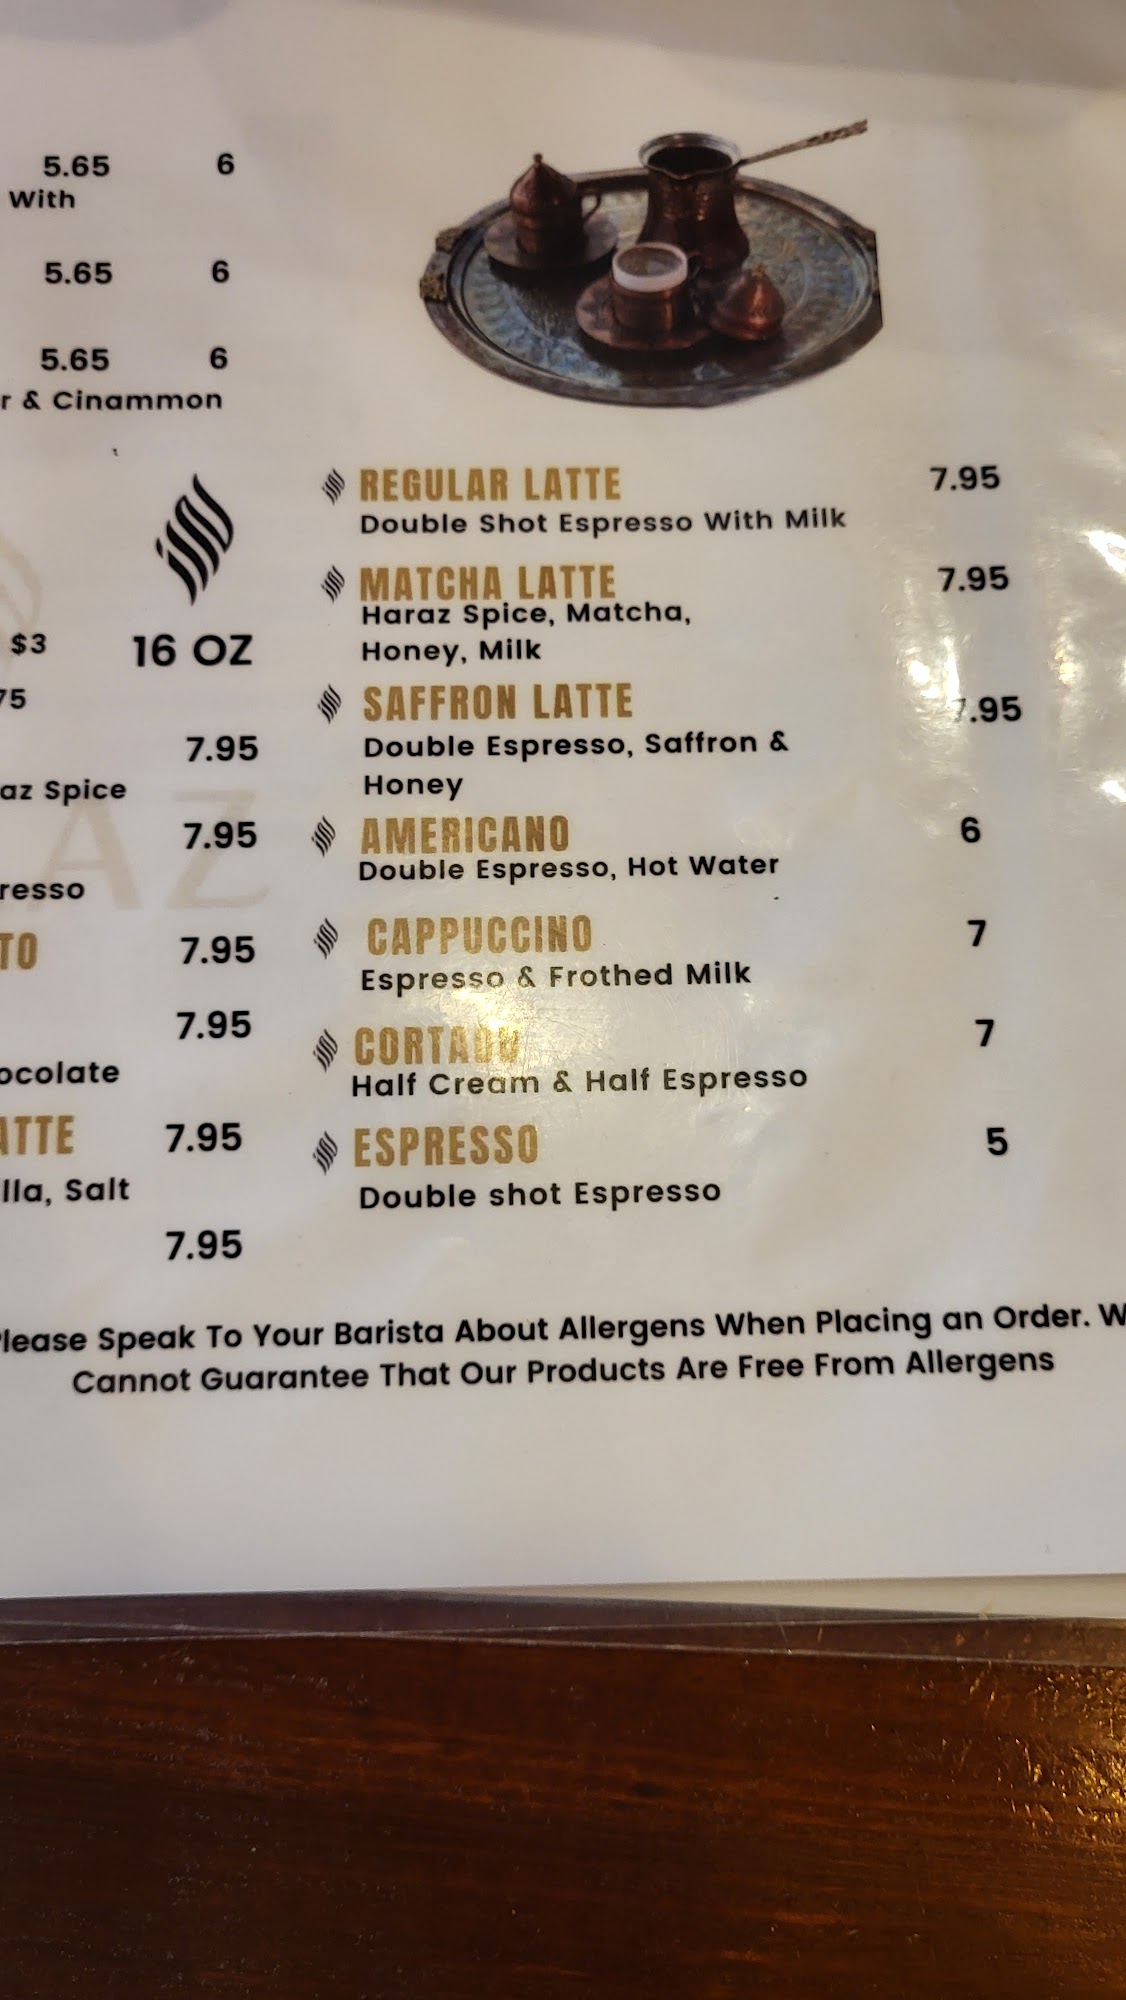 5.65 6
With
5.65 6
5.65 6
& Cinammon
$3 16 OZ
7.95
Spice
7.95
AZ
7.95
7.95
7.95
Salt
7.95
REGULAR LATTE 7.95
Double Shot Espresso With Milk
MATCHA LATTE 7.95
Haraz Spice, Matcha,
Honey, Milk
SAFFRON LATTE 7.95
Double Espresso, Saffron &
Honey
AMERICANO 6
Double Espresso, Hot Water
CAPPUCCINO 7
Espresso & Frothed Milk
CORTADO 7
Half Cream & Half Espresso
ESPRESSO 5
Double shot Espresso
Please Speak To Your Barista About Allergens When Placing an Order.
Cannot Guarantee That Our Products Are Free From Allergens